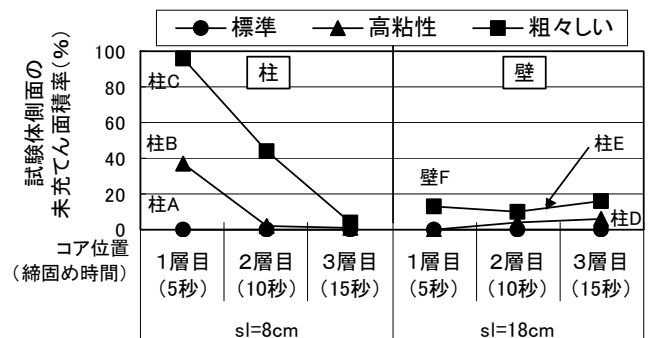 標準 高粘性 粗々しい
試験体側面の
未充てん面積率(%)
100
80
60
40
20
0
柱 壁
柱C
柱B
柱A
柱E
壁F
柱D
コア位置
(締固め時間)
1層目 2層目 3層目 1層目 2層目 3層目
(5秒) (10秒) (15秒) (5秒) (10秒) (15秒)
sl=8cm sl=18cm